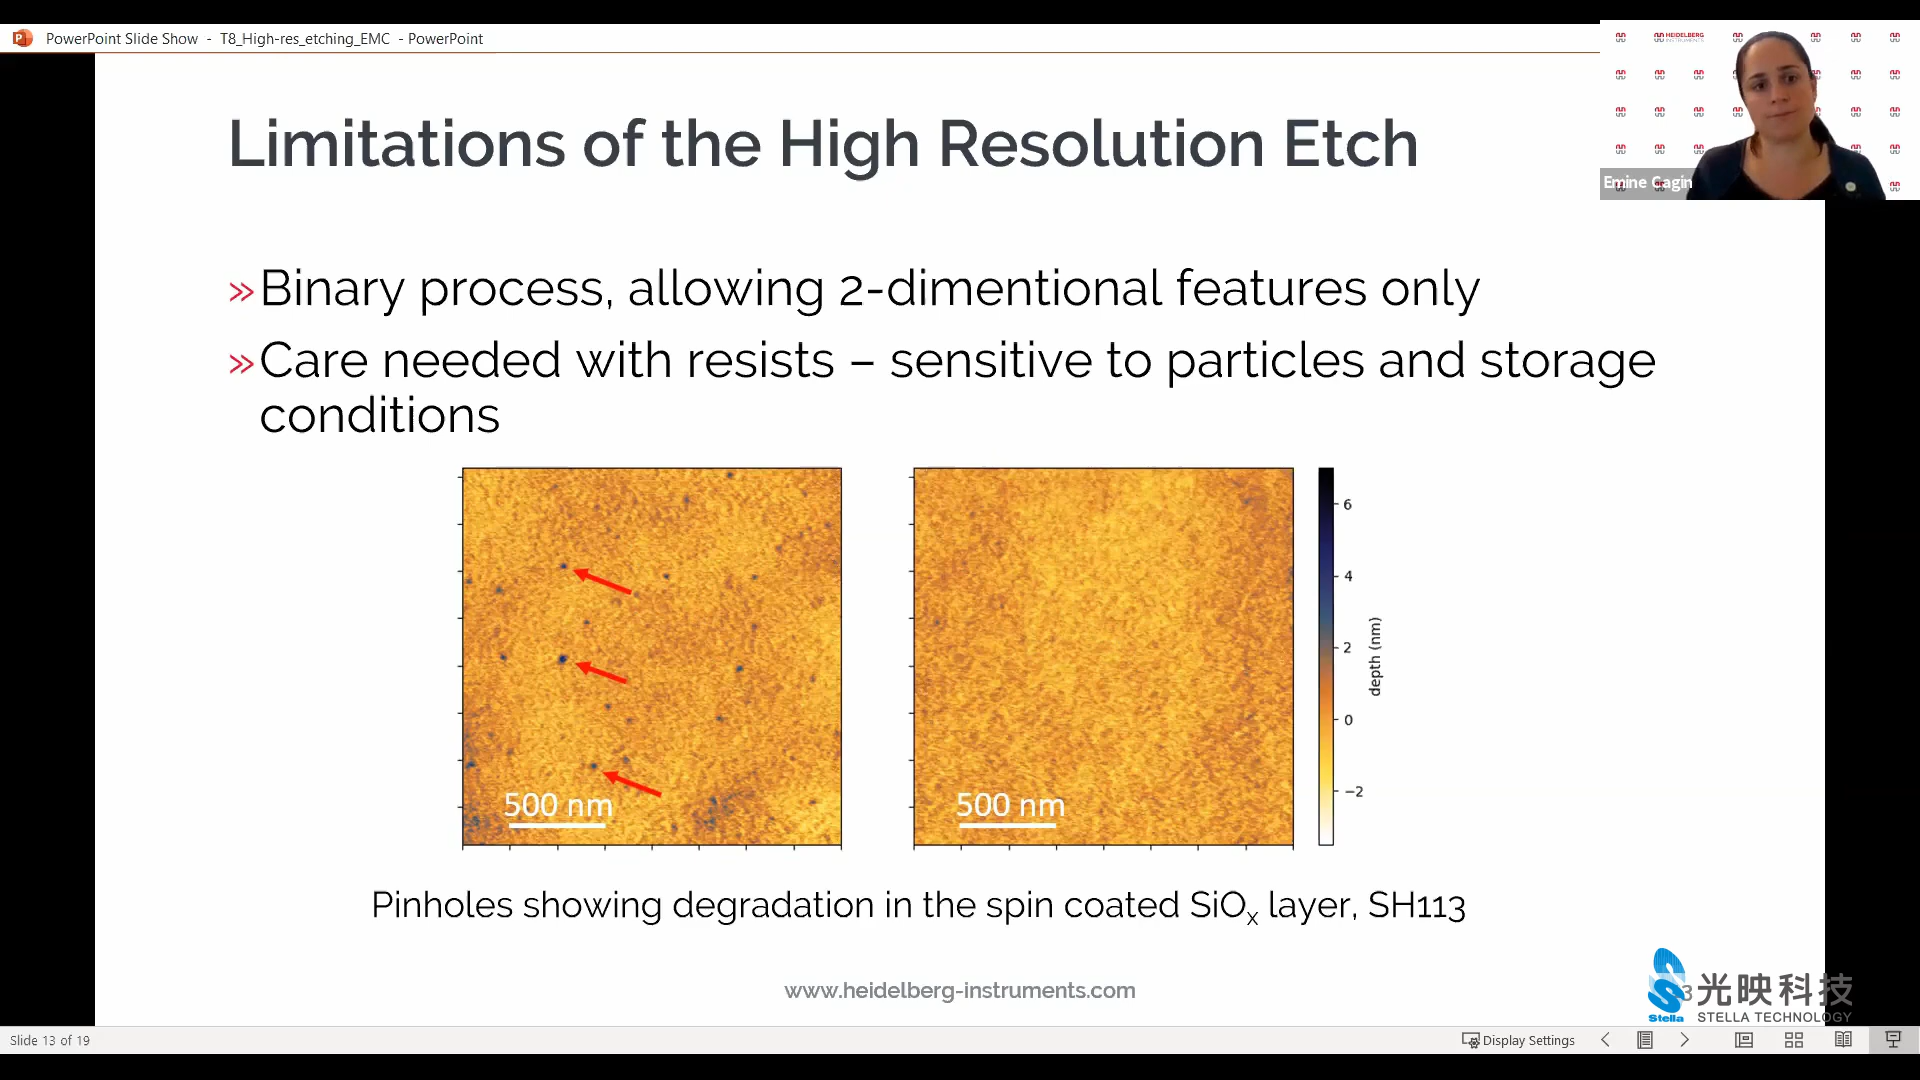 PowerPoint Slide Show - T8_High-res_etching_EMC - PowerPoint
HEIDELBERG
INSTRUMENTS
Emine Cagin
Limitations of the High Resolution Etch
» Binary process, allowing 2-dimentional features only
» Care needed with resists – sensitive to particles and storage
conditions
500 nm
500 nm
6
4
2
0
−2
depth (nm)
Pinholes showing degradation in the spin coated SiOx layer, SH113
www.heidelberg-instruments.com
3
Stella
光映科技
STELLA TECHNOLOGY
Slide 13 of 19
Display Settings